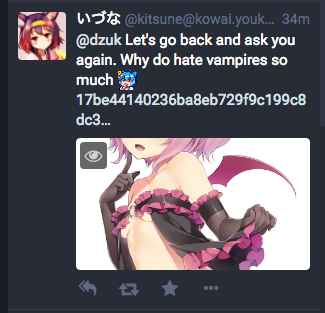 いづな @kitsune@kowai.youk... 34m
@dzuk Let's go back and ask you
again. Why do hate vampires so
much
17be44140236ba8eb729f9c199c8
dc3...